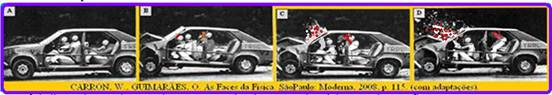 A
B
C
D
CARRON, W., GUIMARÃES, O. As Faces da Física. São Paulo: Moderna, 2008, p. 115. (com adaptações).